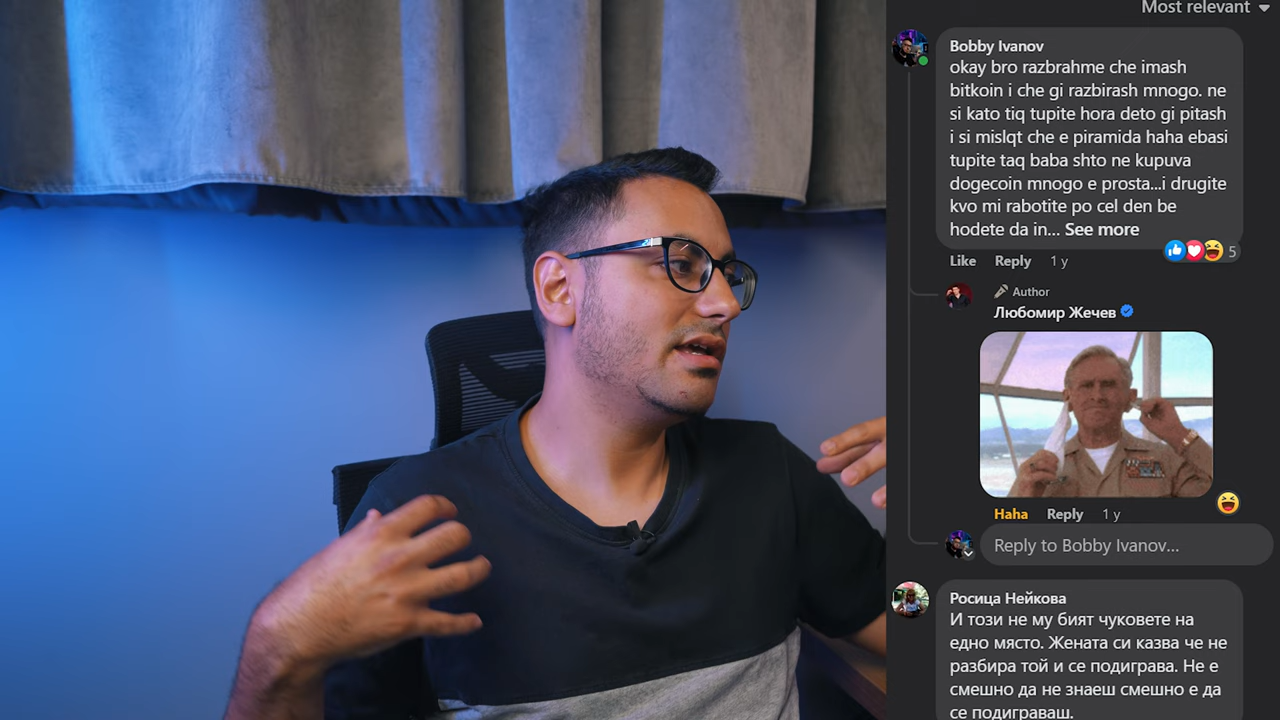 Most relevant
Bobby Ivanov
okay bro razbrahme che imash
bitkoin i che gi razbirash mnogo. ne
si kato tiq tupite hora deto gi pitash
i si mislqt che e piramida haha ebasi
tupite taq baba shto ne kupuva
dogecoin mnogo e prosta...i drugite
kvo mi rabotite po cel den be
hodete da in... See more
5
Like Reply 1 y
Author
Любомир Жечев
Haha Reply 1 y
Reply to Bobby Ivanov...
Росица Нейкова
И този не му бият чуковете на
едно място. Жената си казва че не
разбира той и се подиграва. Не е
смешно да не знаеш смешно е да
се подиграваш.